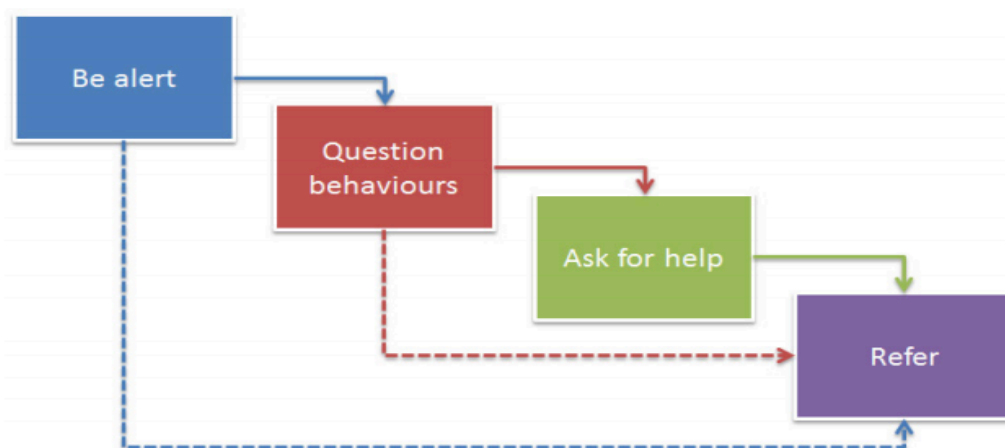 Be alert
Question
behaviours
Ask for help
Refer